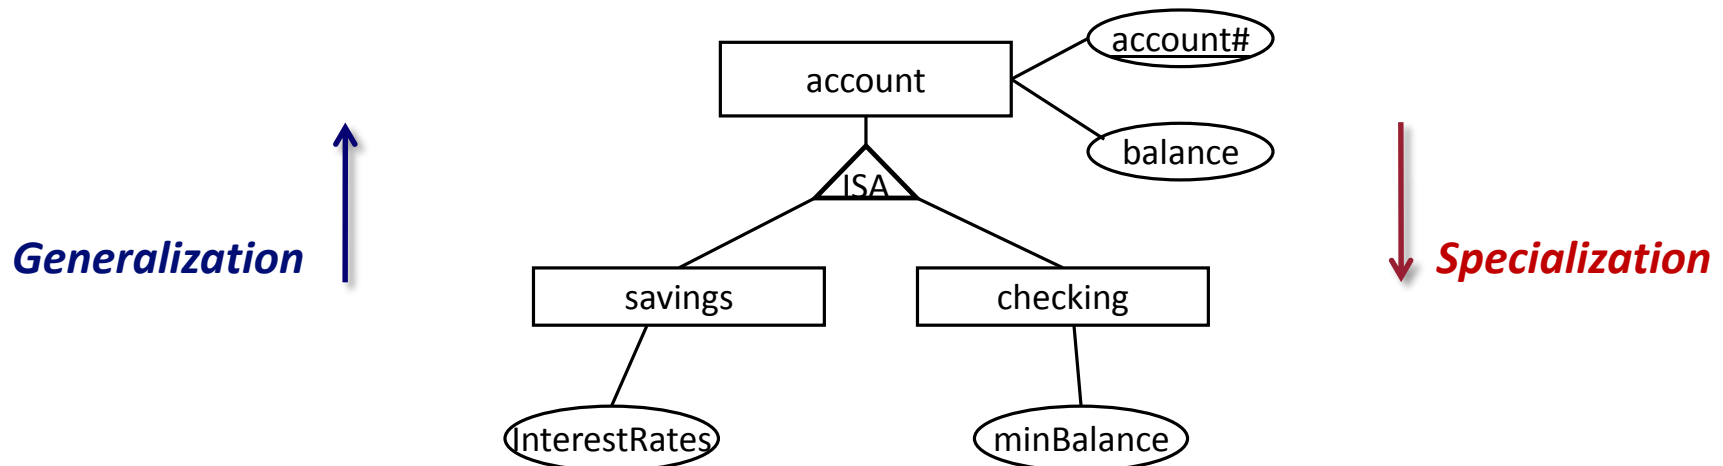 account#
account
balance
ISA
Generalization
Specialization
savings
checking
InterestRates
minBalance